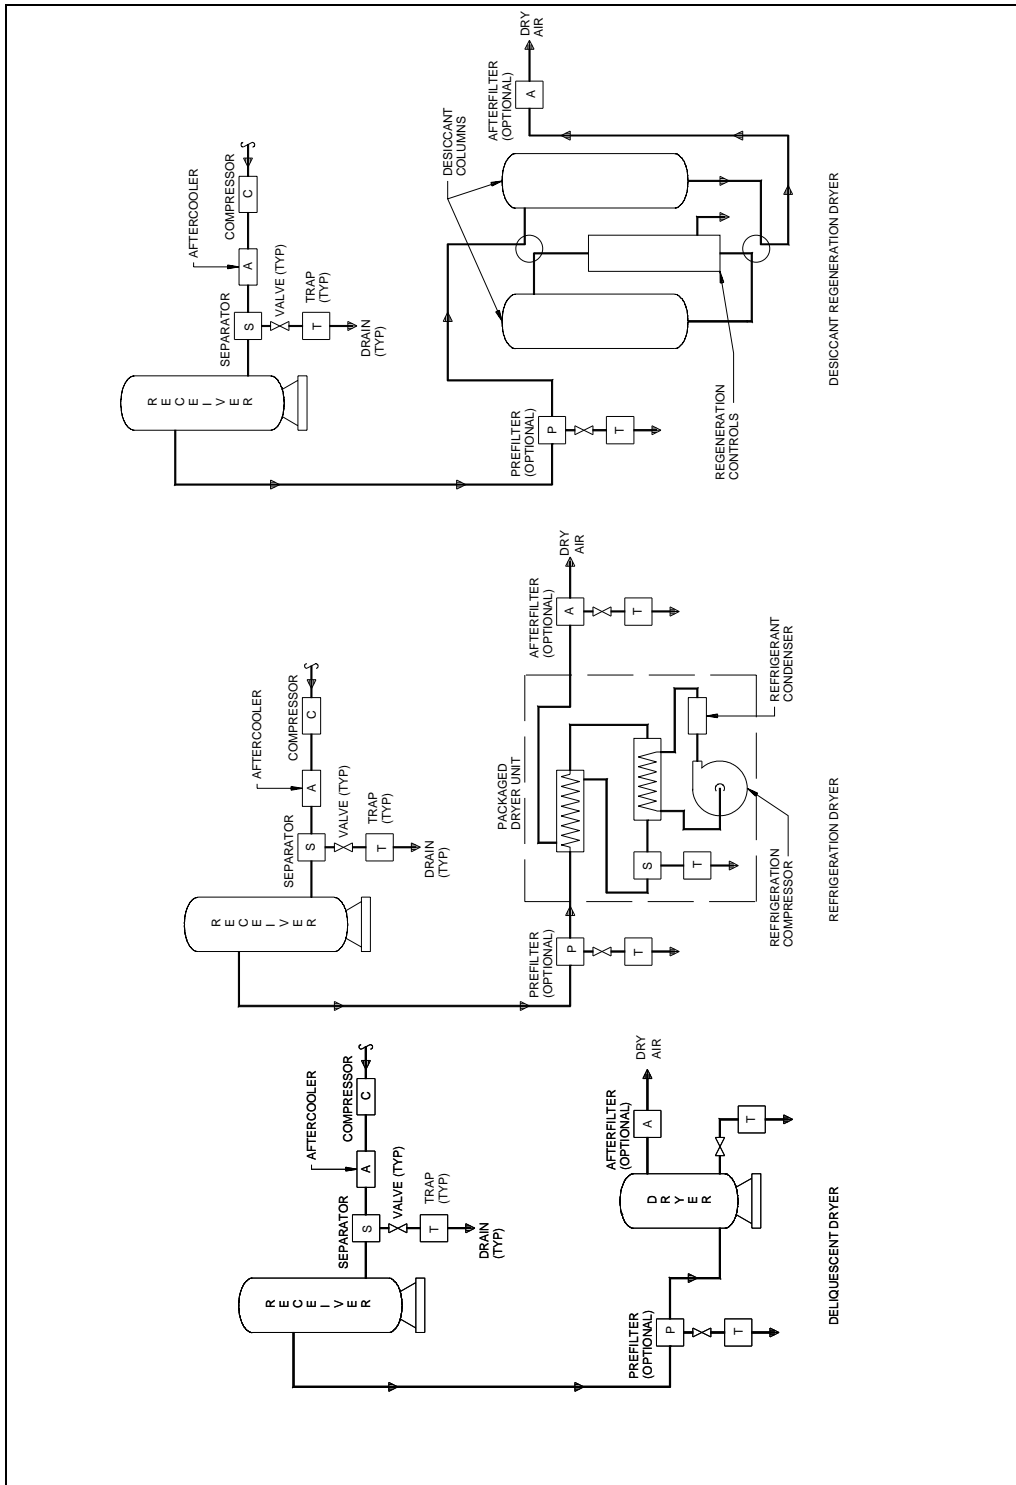 AFTERCOOLER
COMPRESSOR
C
A
SEPARATOR
S
VALVE (TYP)
TRAP
(TYP)
T
DRAIN
(TYP)
RECEIVER
PREFILTER
(OPTIONAL)
P
T
DRYER
AFTERFILTER
(OPTIONAL)
A
DRY
AIR
T
DELIQUESCENT DRYER
AFTERCOOLER
COMPRESSOR
C
A
SEPARATOR
S
VALVE (TYP)
TRAP
(TYP)
T
DRAIN
(TYP)
RECEIVER
PREFILTER
(OPTIONAL)
P
T
PACKAGED
DRYER UNIT
S
T
AFTERFILTER
(OPTIONAL)
A
DRY
AIR
T
REFRIGERATION
COMPRESSOR
REFRIGERANT
CONDENSER
REFRIGERATION DRYER
AFTERCOOLER
COMPRESSOR
C
A
SEPARATOR
S
VALVE (TYP)
TRAP
(TYP)
T
DRAIN
(TYP)
RECEIVER
PREFILTER
(OPTIONAL)
P
T
DESICCANT
COLUMNS
AFTERFILTER
(OPTIONAL)
A
DRY
AIR
REGENERATION
CONTROLS
DESICCANT REGENERATION DRYER